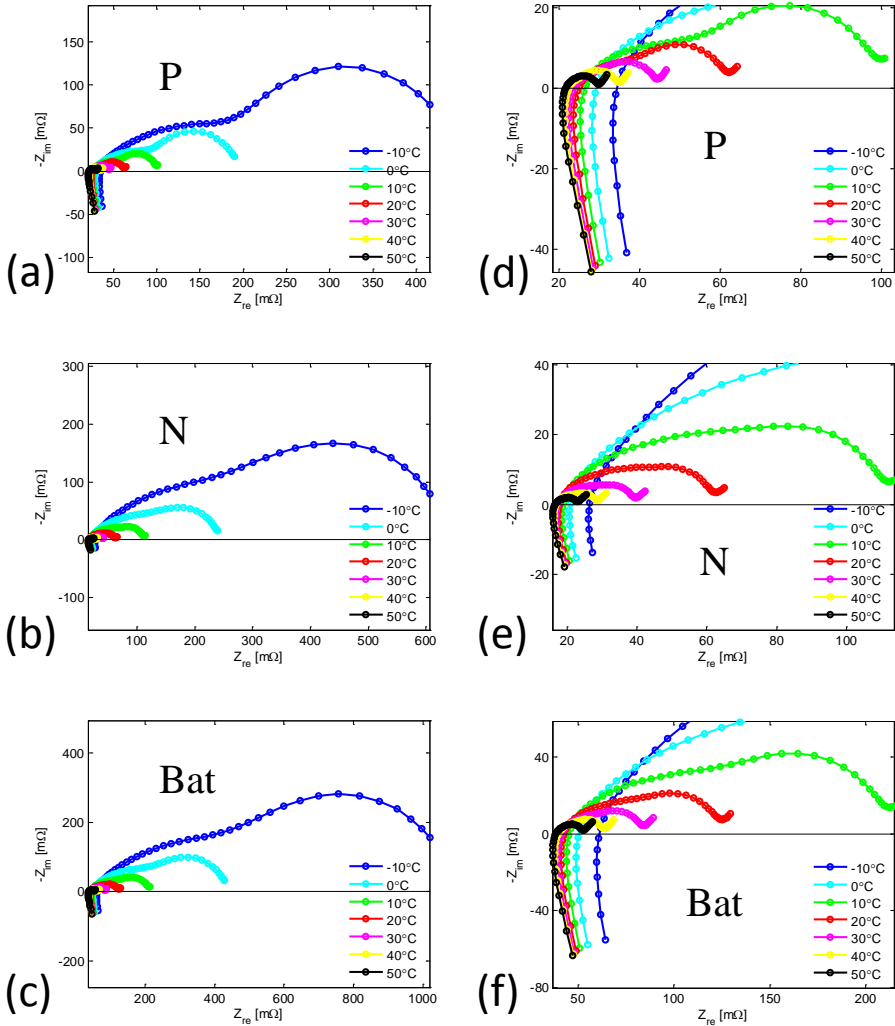 (a)
P
-Z_im [mΩ]
150
100
50
0
-50
-100
50 100 150 200 250 300 350 400
Z_re [mΩ]
-10°C
0°C
10°C
20°C
30°C
40°C
50°C
(d)
P
-Z_im [mΩ]
20
0
-20
-40
20 40 60 80 100
Z_re [mΩ]
-10°C
0°C
10°C
20°C
30°C
40°C
50°C
(b)
N
-Z_im [mΩ]
300
200
100
0
-100
100 200 300 400 500 600
Z_re [mΩ]
-10°C
0°C
10°C
20°C
30°C
40°C
50°C
(e)
N
-Z_im [mΩ]
40
20
0
-20
20 40 60 80 100
Z_re [mΩ]
-10°C
0°C
10°C
20°C
30°C
40°C
50°C
(c)
Bat
-Z_im [mΩ]
400
200
0
-200
200 400 600 800 1000
Z_re [mΩ]
-10°C
0°C
10°C
20°C
30°C
40°C
50°C
(f)
Bat
-Z_im [mΩ]
40
0
-40
-80
50 100 150 200
Z_re [mΩ]
-10°C
0°C
10°C
20°C
30°C
40°C
50°C